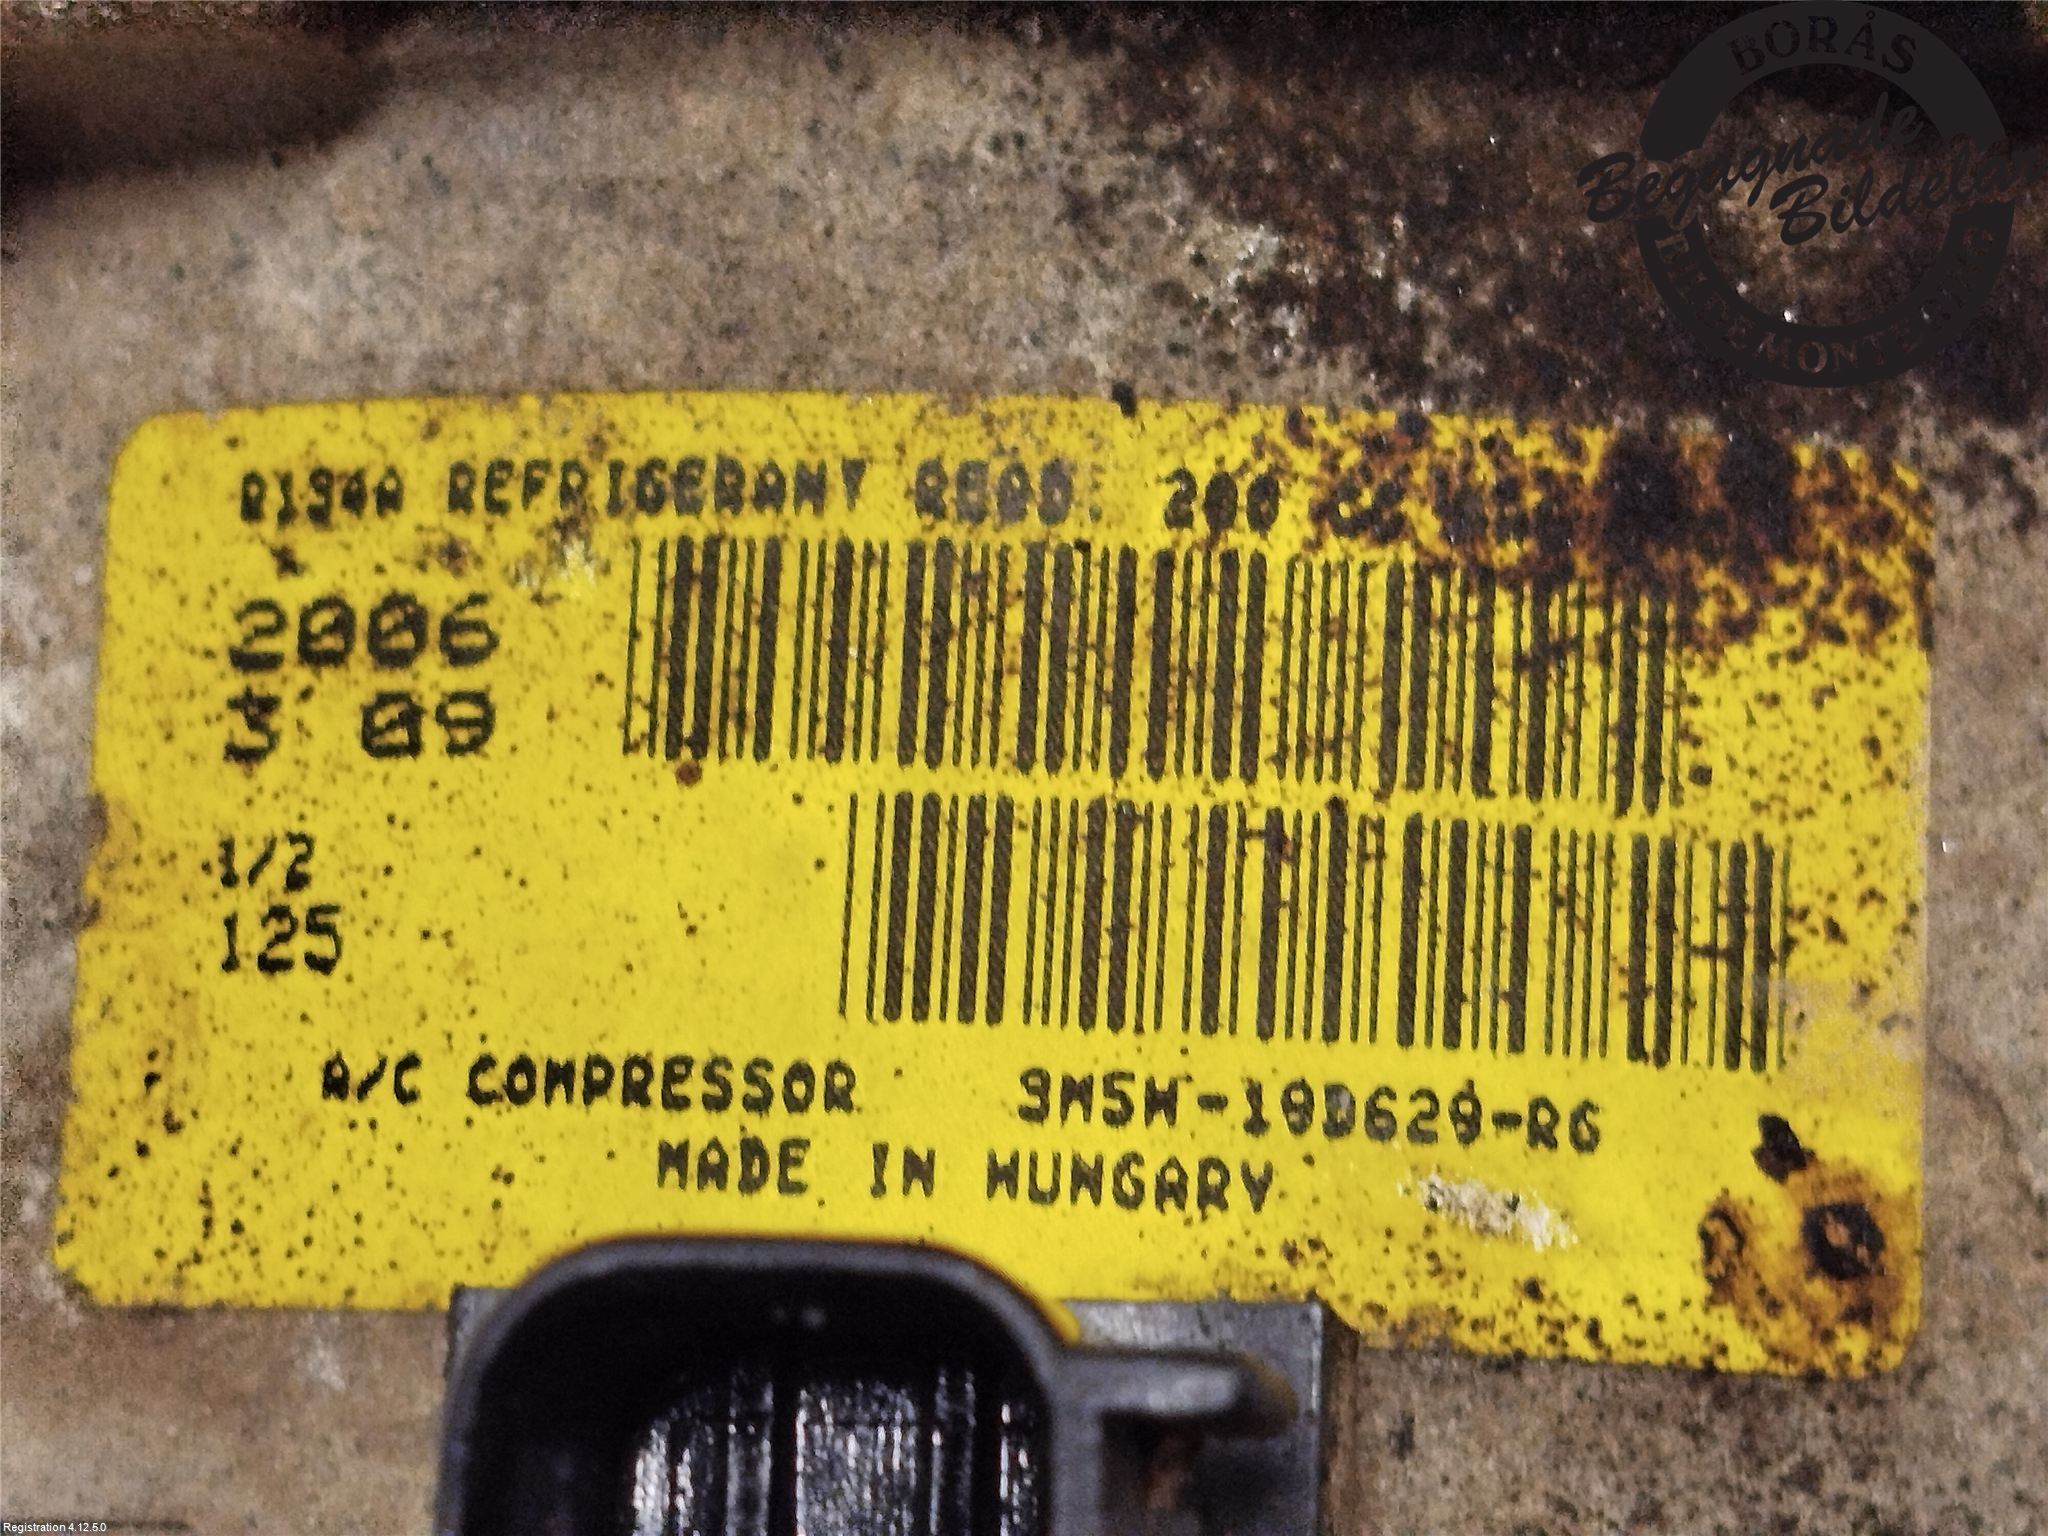 BORÅS
Begagnade
Bildelar
R134A REFRIGERANT REQD. 200 CC
2006
3 09
1/2
125
A/C COMPRESSOR 3M5H-19D629-RG
MADE IN HUNGARY
Registration 4.12.5.0